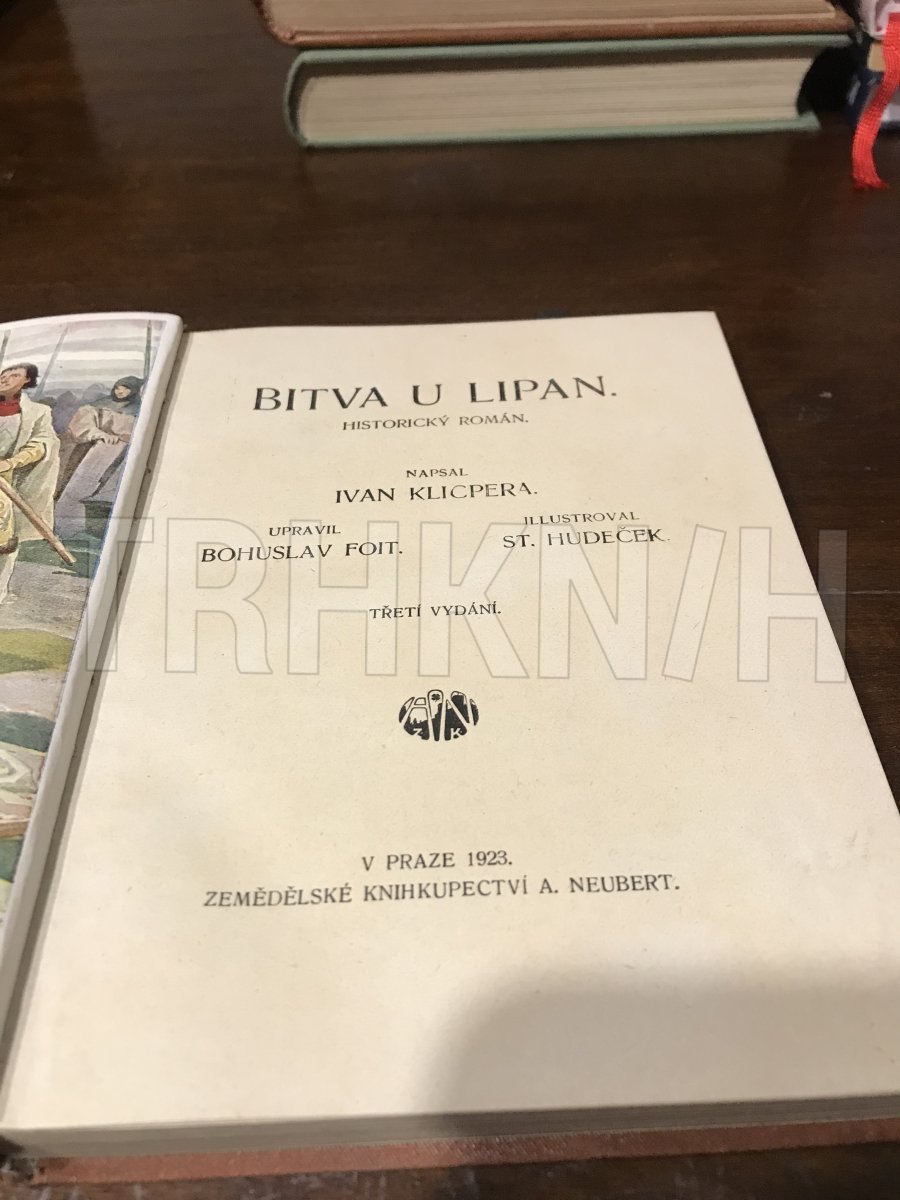 BITVA U LIPAN.
HISTORICKÝ ROMÁN.
NAPSAL
IVAN KLICPERA.
UPRAVIL
BOHUSLAV FOIT.
ILLUSTROVAL
ST. HUDEČEK.
TŘETÍ VYDÁNÍ.
TRHKNIH
Z K
V PRAZE 1923.
ZEMĚDĚLSKÉ KNIHKUPECTVÍ A. NEUBERT.